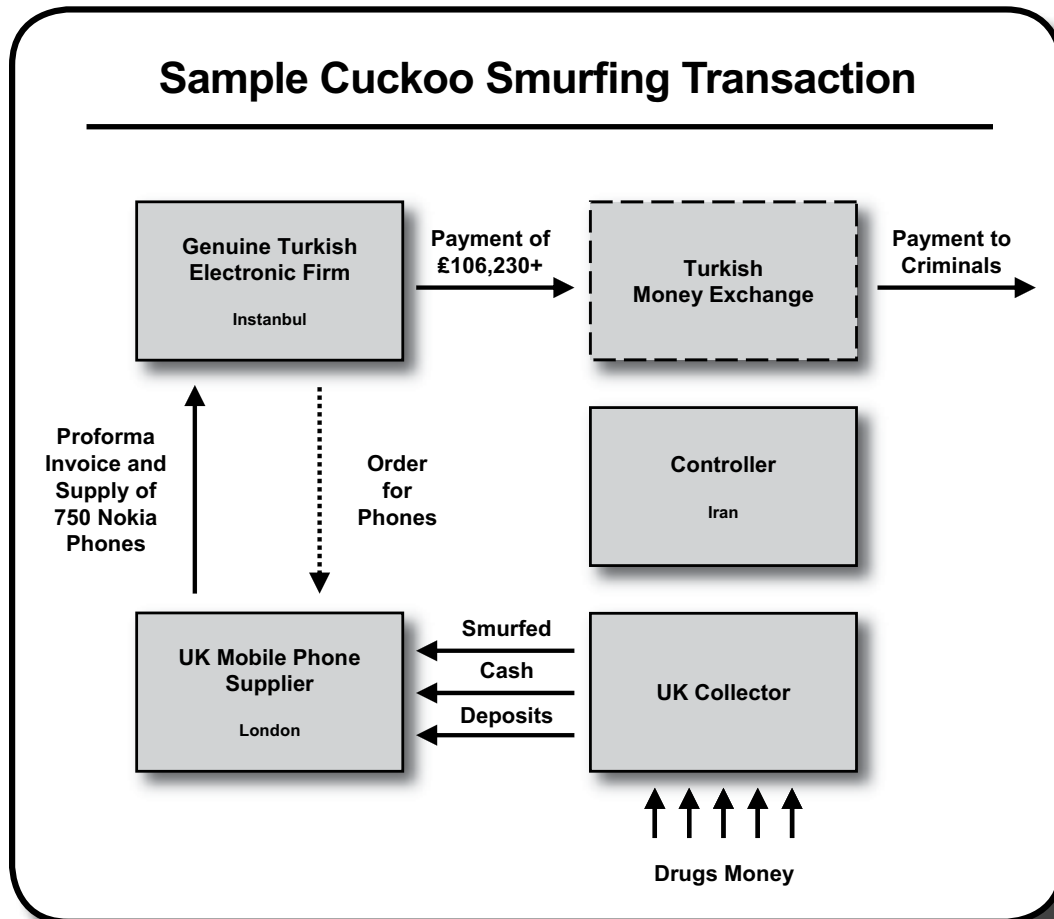 Sample Cuckoo Smurfing Transaction
Genuine Turkish
Electronic Firm
Instanbul
Payment of
₤106,230+
Turkish
Money Exchange
Payment to
Criminals
Proforma
Invoice and
Supply of
750 Nokia
Phones
Order
for
Phones
Controller
Iran
UK Mobile Phone
Supplier
London
Smurfed
Cash
Deposits
UK Collector
Drugs Money